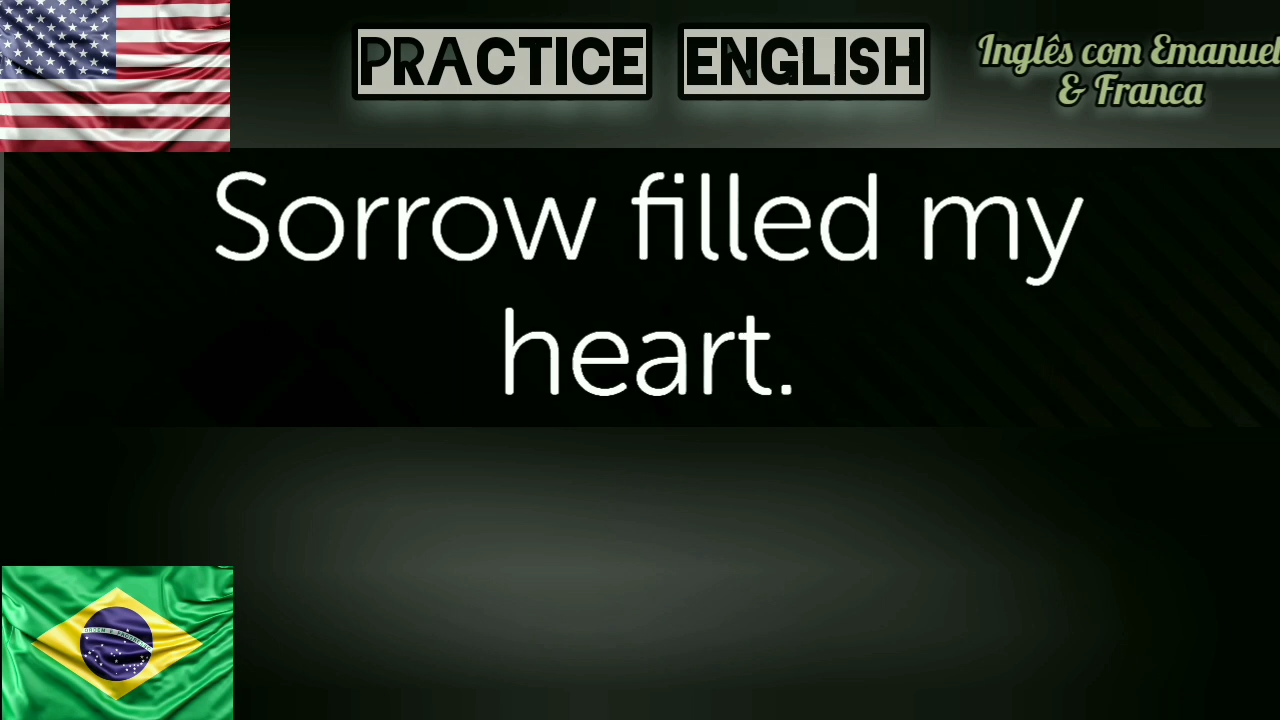 PRACTICE ENGLISH
Inglês com Emanuel
& Franca
Sorrow filled my
heart.